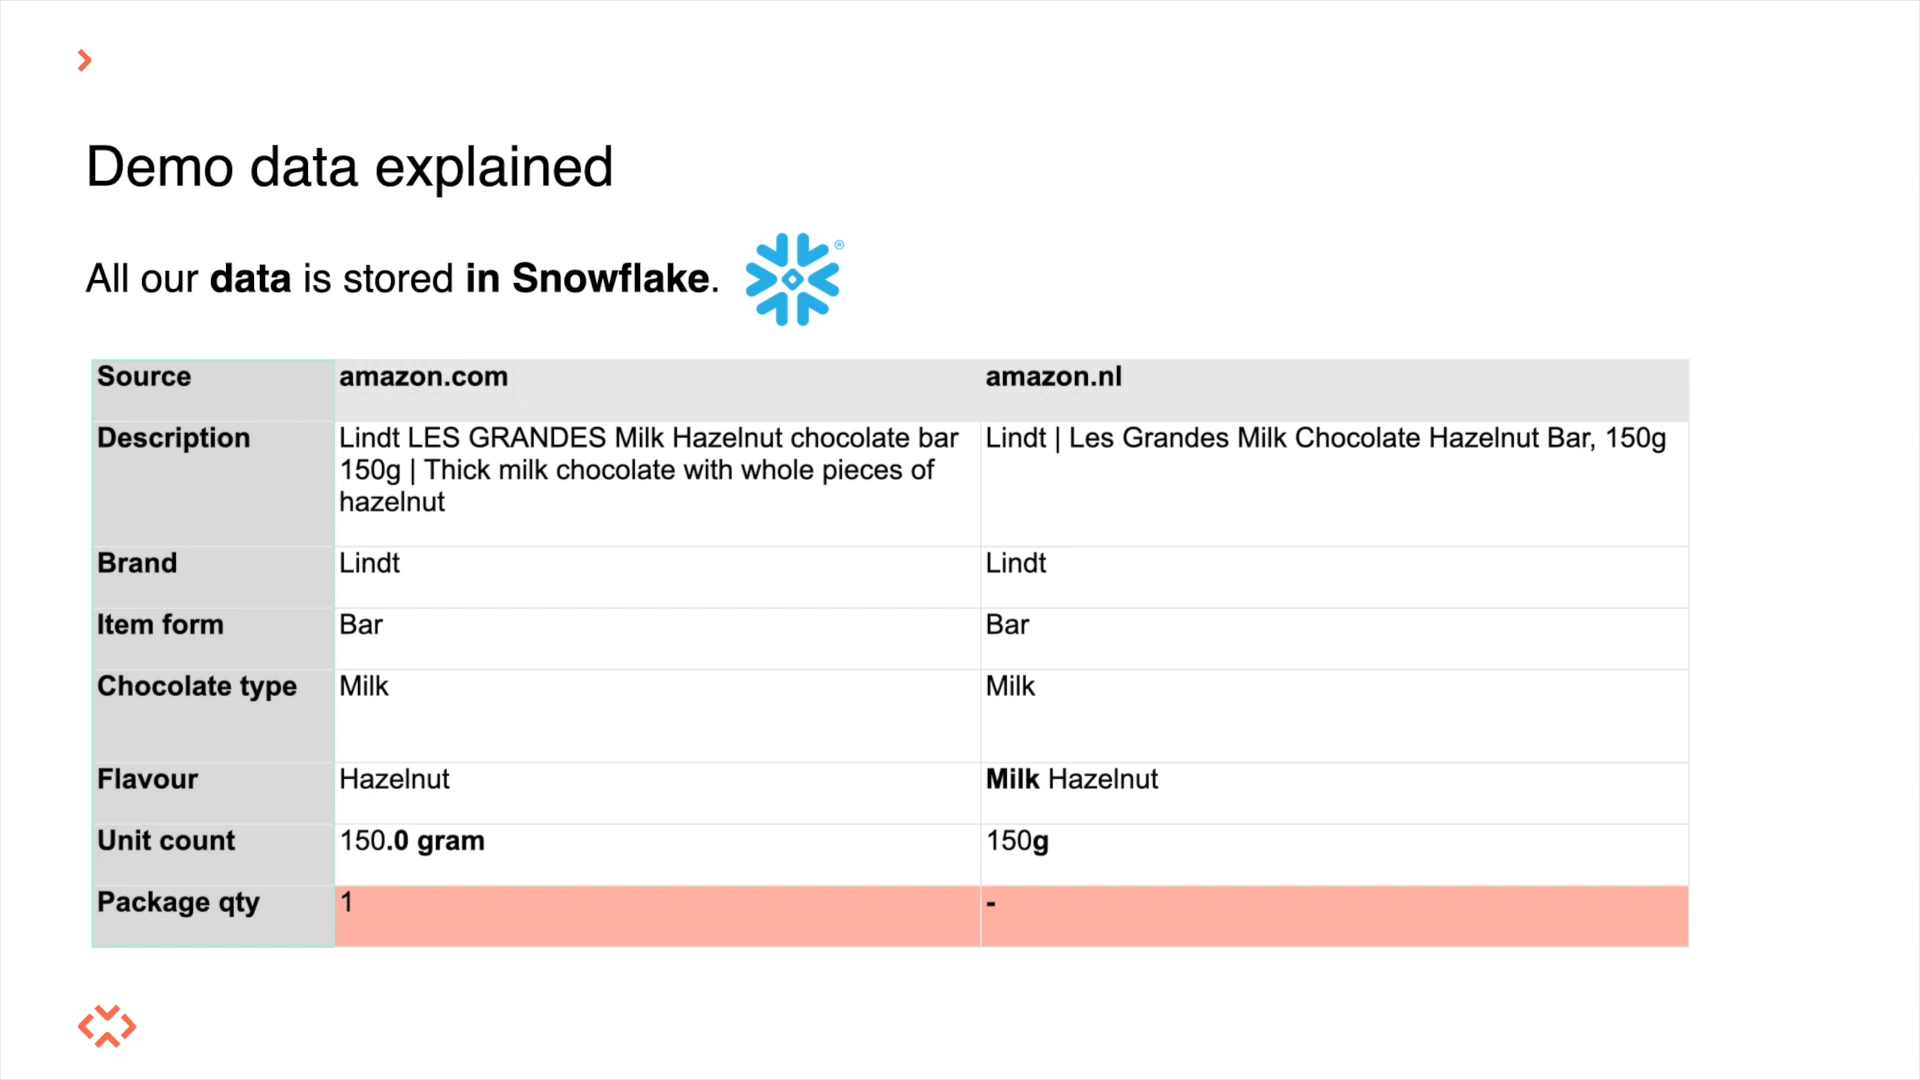 Demo data explained
All our data is stored in Snowflake. ®
Source amazon.com amazon.nl
Description Lindt LES GRANDES Milk Hazelnut chocolate bar Lindt | Les Grandes Milk Chocolate Hazelnut Bar, 150g
150g | Thick milk chocolate with whole pieces of
hazelnut
Brand Lindt Lindt
Item form Bar Bar
Chocolate type Milk Milk
Flavour Hazelnut Milk Hazelnut
Unit count 150.0 gram 150g
Package qty 1 -